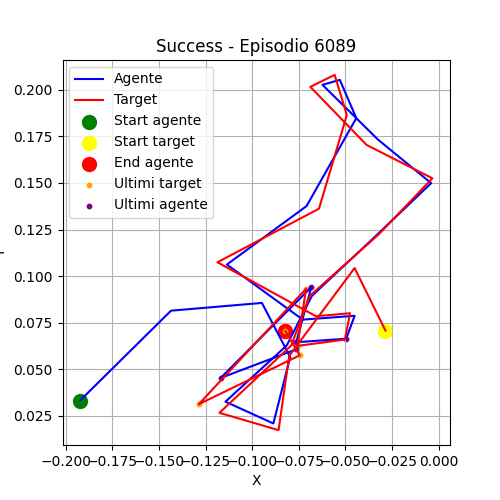 Success - Episodio 6089
Agente
Target
Start agente
Start target
End agente
Ultimi target
Ultimi agente
0.200
0.175
0.150
0.125
0.100
0.075
0.050
0.025
−0.200 −0.175 −0.150 −0.125 −0.100 −0.075 −0.050 −0.025 0.000
X